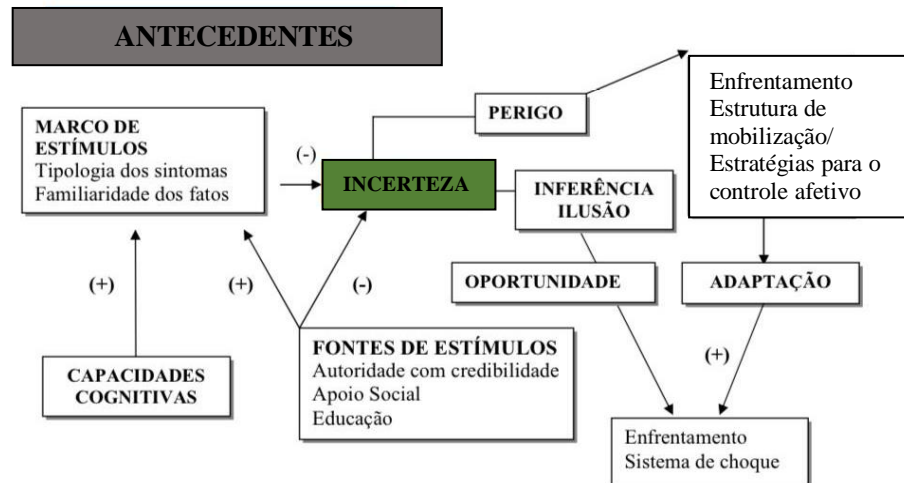 ANTECEDENTES
MARCO DE
ESTÍMULOS
Tipologia dos sintomas
Familiaridade dos fatos
(-)
INCERTEZA
PERIGO
Enfrentamento
Estrutura de
mobilização/
Estratégias para o
controle afetivo
INFERÊNCIA
ILUSÃO
(+)
(+)
(-)
OPORTUNIDADE
ADAPTAÇÃO
CAPACIDADES
COGNITIVAS
FONTES DE ESTÍMULOS
Autoridade com credibilidade
Apoio Social
Educação
(+)
Enfrentamento
Sistema de choque